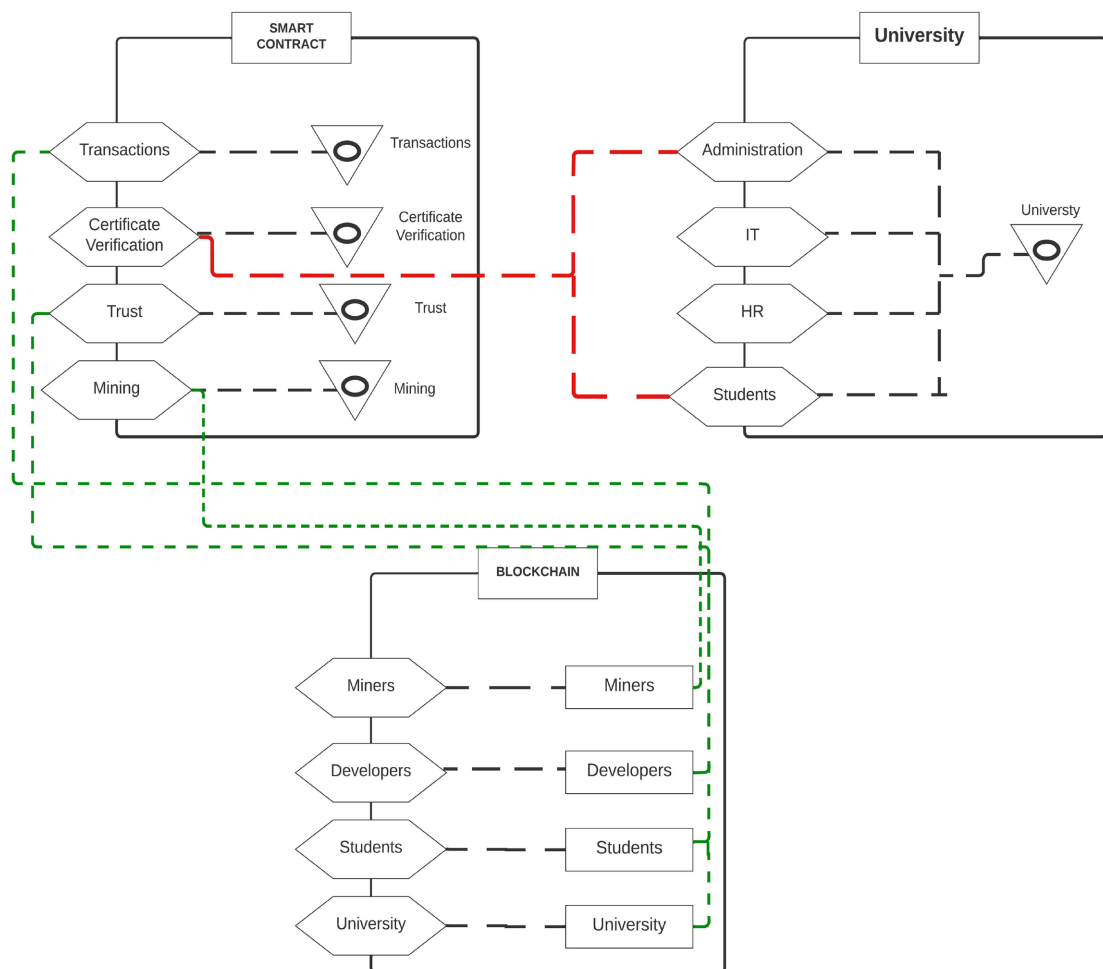 SMART
CONTRACT
University
Transactions
Transactions
Administration
Certificate
Verification
Certificate
Verification
IT
Universty
Trust
Trust
HR
Mining
Mining
Students
BLOCKCHAIN
Miners
Miners
Developers
Developers
Students
Students
University
University